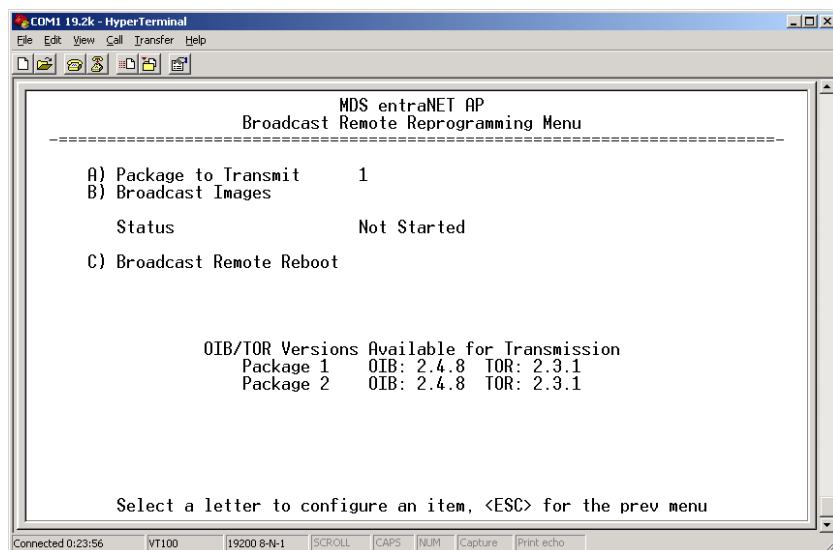 COM1 19.2k - HyperTerminal
File Edit View Call Transfer Help
MDS entraNET AP
Broadcast Remote Reprogramming Menu
-==========================================================================-
A) Package to Transmit 1
B) Broadcast Images
Status Not Started
C) Broadcast Remote Reboot
OIB/TOR Versions Available for Transmission
Package 1 OIB: 2.4.8 TOR: 2.3.1
Package 2 OIB: 2.4.8 TOR: 2.3.1
Select a letter to configure an item, <ESC> for the prev menu
Connected 0:23:56 VT100 19200 8-N-1 SCROLL CAPS NUM Capture Print echo